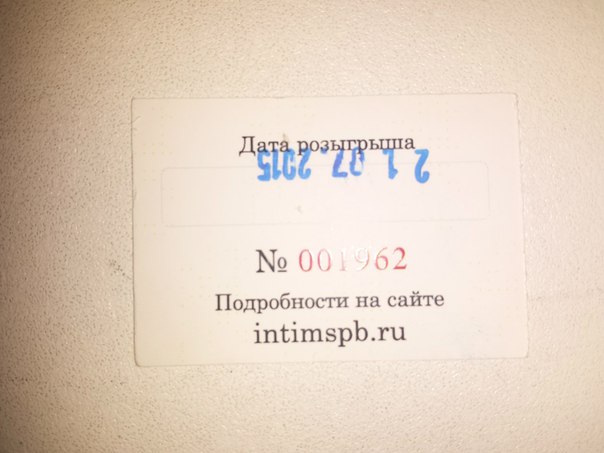 Дата розыгрыша
21.07.2015
№ 001962
Подробности на сайте
intimspb.ru